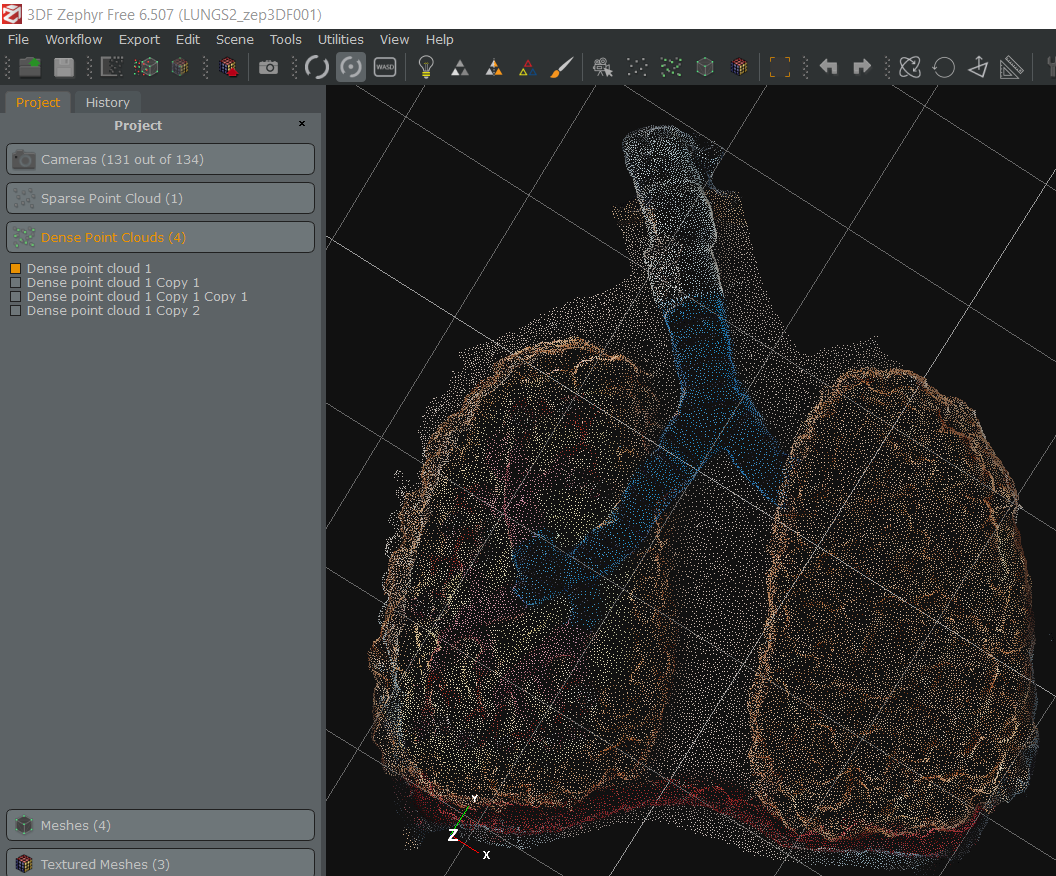 3DF Zephyr Free 6.507 (LUNGS2_zep3DF001)
File Workflow Export Edit Scene Tools Utilities View Help
WASD
Project History
Project
Cameras (131 out of 134)
Sparse Point Cloud (1)
Dense Point Clouds (4)
Dense point cloud 1
Dense point cloud 1 Copy 1
Dense point cloud 1 Copy 1 Copy 1
Dense point cloud 1 Copy 2
Meshes (4)
Textured Meshes (3)
Y
Z
X